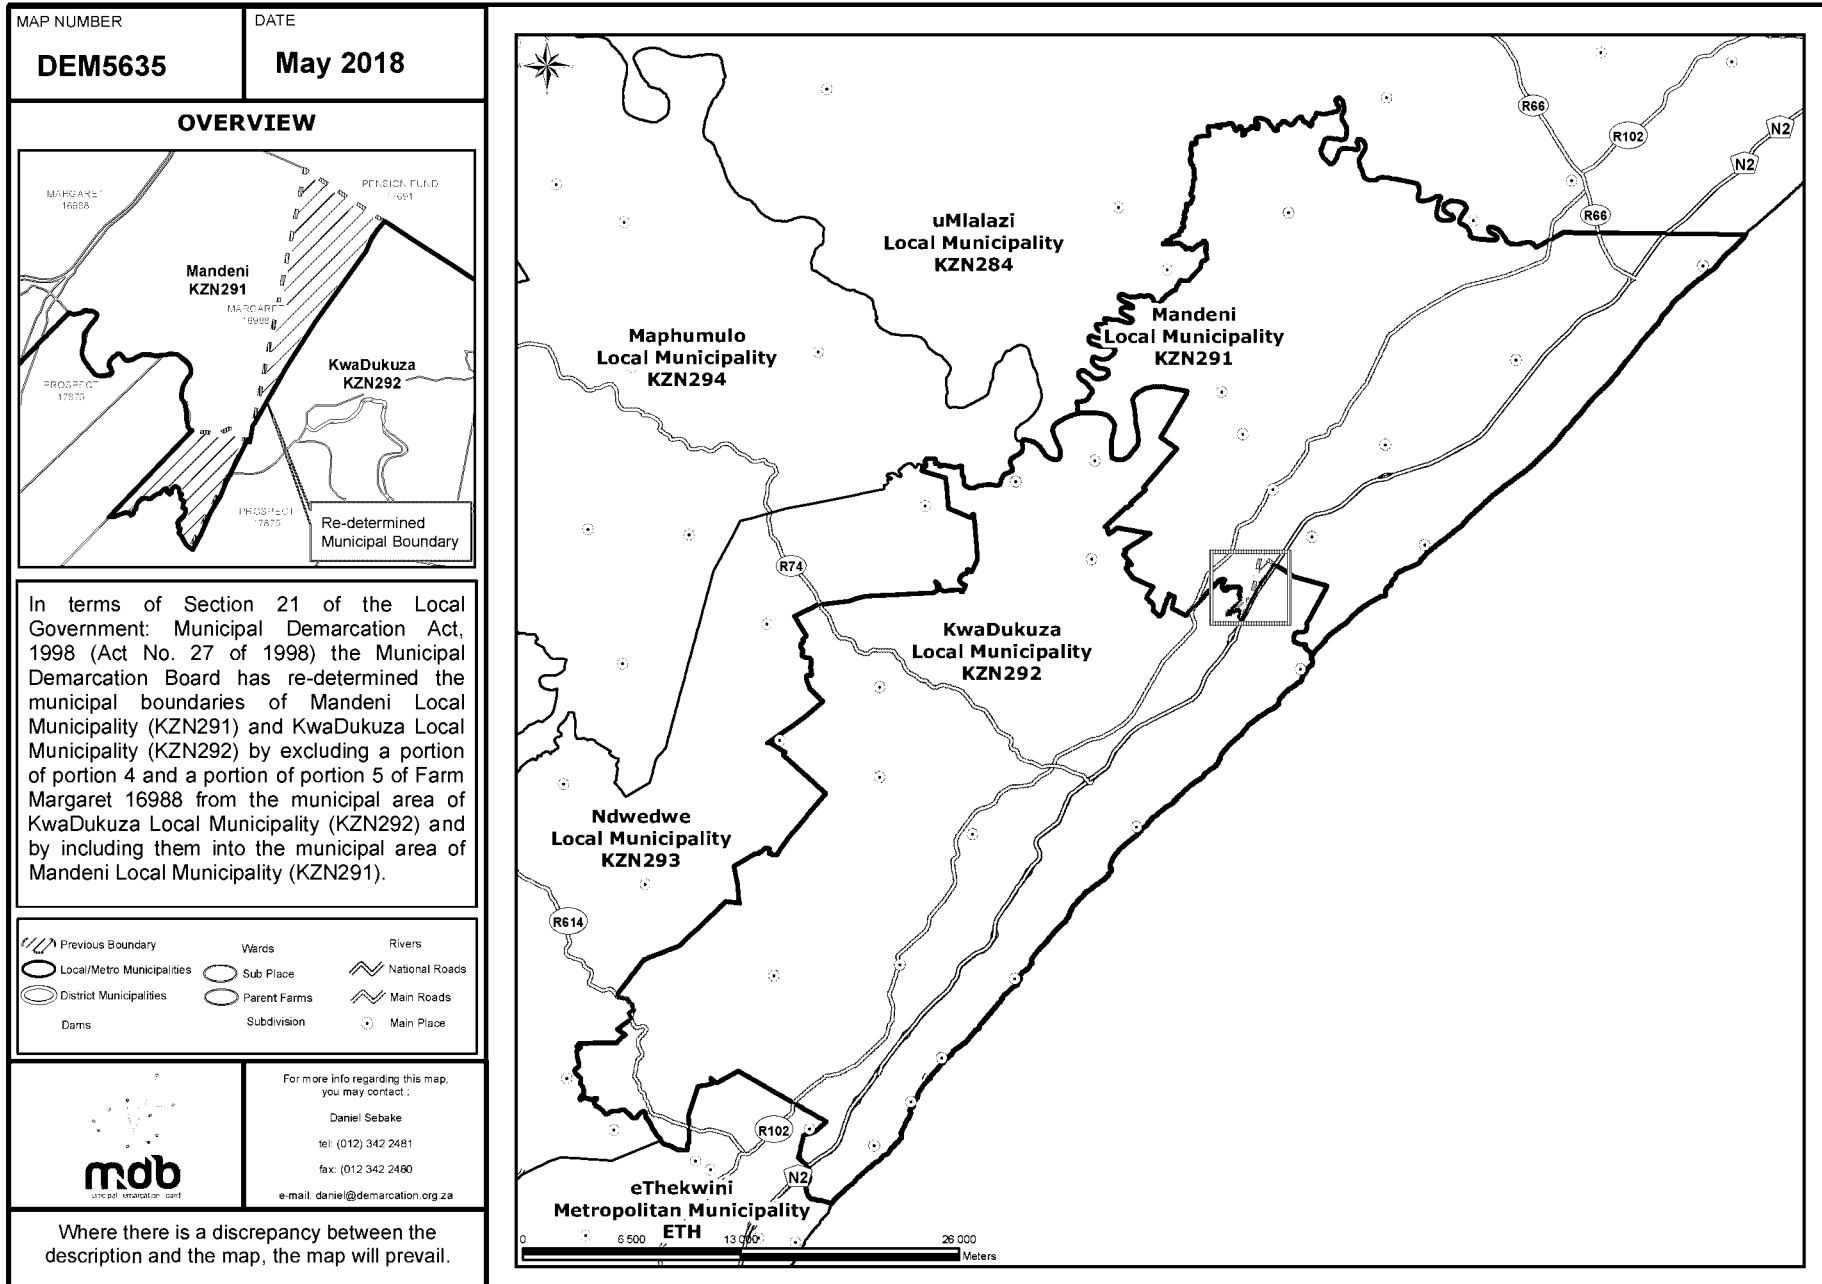 MAP NUMBER
DEM5635
DATE
May 2018
OVERVIEW
MARGARET
16988
PENSION FUND
17691
Mandeni
KZN291
MARGARET
16988
KwaDukuza
KZN292
PROSPECT
17875
PROSPECT
17875
Re-determined
Municipal Boundary
In terms of Section 21 of the Local
Government: Municipal Demarcation Act,
1998 (Act No. 27 of 1998) the Municipal
Demarcation Board has re-determined the
municipal boundaries of Mandeni Local
Municipality (KZN291) and KwaDukuza Local
Municipality (KZN292) by excluding a portion
of portion 4 and a portion of portion 5 of Farm
Margaret 16988 from the municipal area of
KwaDukuza Local Municipality (KZN292) and
by including them into the municipal area of
Mandeni Local Municipality (KZN291).
Previous Boundary
Local/Metro Municipalities
District Municipalities
Dams
Wards
Sub Place
Parent Farms
Subdivision
Rivers
National Roads
Main Roads
Main Place
mdb
For more info regarding this map,
you may contact :
Daniel Sebake
tel: (012) 342 2481
fax: (012 342 2480
e-mail: daniel@demarcation.org.za
Where there is a discrepancy between the
description and the map, the map will prevail.
R66
R102
N2
N2
R66
uMlalazi
Local Municipality
KZN284
Mandeni
Local Municipality
KZN291
Maphumulo
Local Municipality
KZN294
R74
KwaDukuza
Local Municipality
KZN292
Ndwedwe
Local Municipality
KZN293
R614
R102
N2
eThekwini
Metropolitan Municipality
ETH
0 6 500 13 000 26 000
Meters